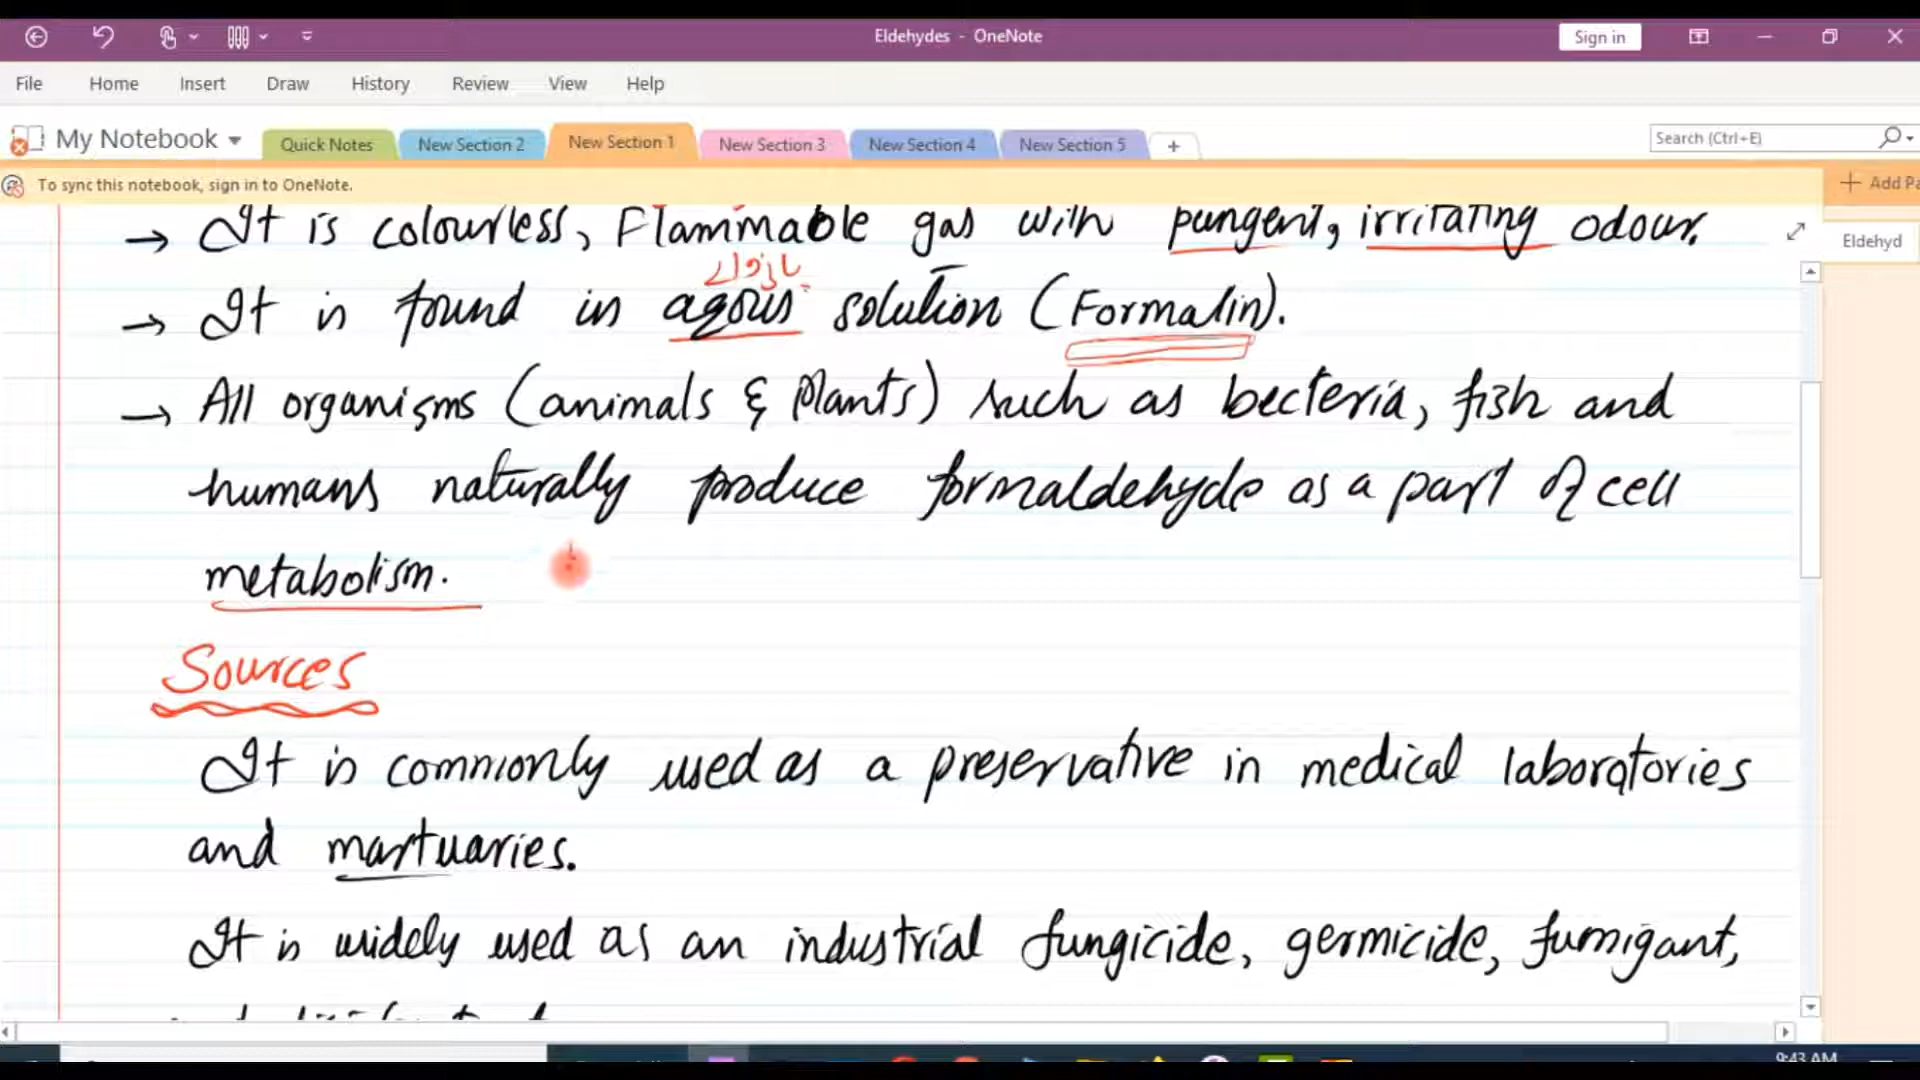 Eldehydes - OneNote
Sign in
File Home Insert Draw History Review View Help
My Notebook Quick Notes New Section 2 New Section 1 New Section 3 New Section 4 New Section 5 + Search (Ctrl+E)
To sync this notebook, sign in to OneNote.
Add Pa
Eldehyd
→ It is colourless, Flammable gas with pungent, irritating odour.
→ It is found in aqous solution (Formalin).
→ All organisms (animals & Plants) such as becteria, fish and
humans naturally produce formaldehyde as a part of cell
metabolism.
Sources
It is commonly used as a preservative in medical laboratories
and martuaries.
It is widely used as an industrial fungicide, germicide, fumigant,
9:43 AM